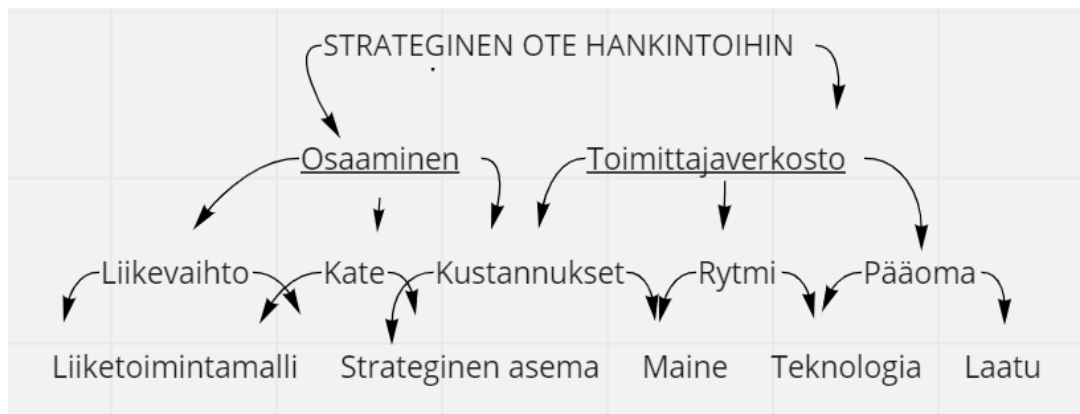 STRATEGINEN OTE HANKINTOIHIN
Osaaminen Toimittajaverkosto
Liikevaihto Kate Kustannukset Rytmi Pääoma
Liiketoimintamalli Strateginen asema Maine Teknologia Laatu